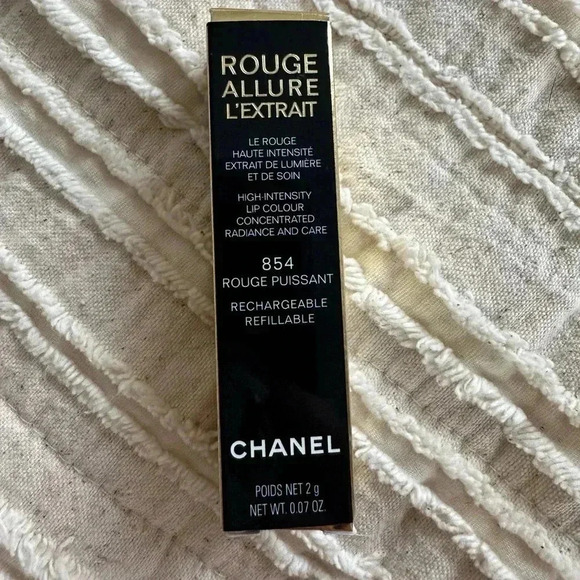 ROUGE
ALLURE
L'EXTRAIT
LE ROUGE
HAUTE INTENSITÉ
EXTRAIT DE LUMIÈRE
ET DE SOIN
HIGH-INTENSITY
LIP COLOUR
CONCENTRATED
RADIANCE AND CARE
854
ROUGE PUISSANT
RECHARGEABLE
REFILLABLE
CHANEL
POIDS NET 2 g
NET WT. 0.07 OZ.